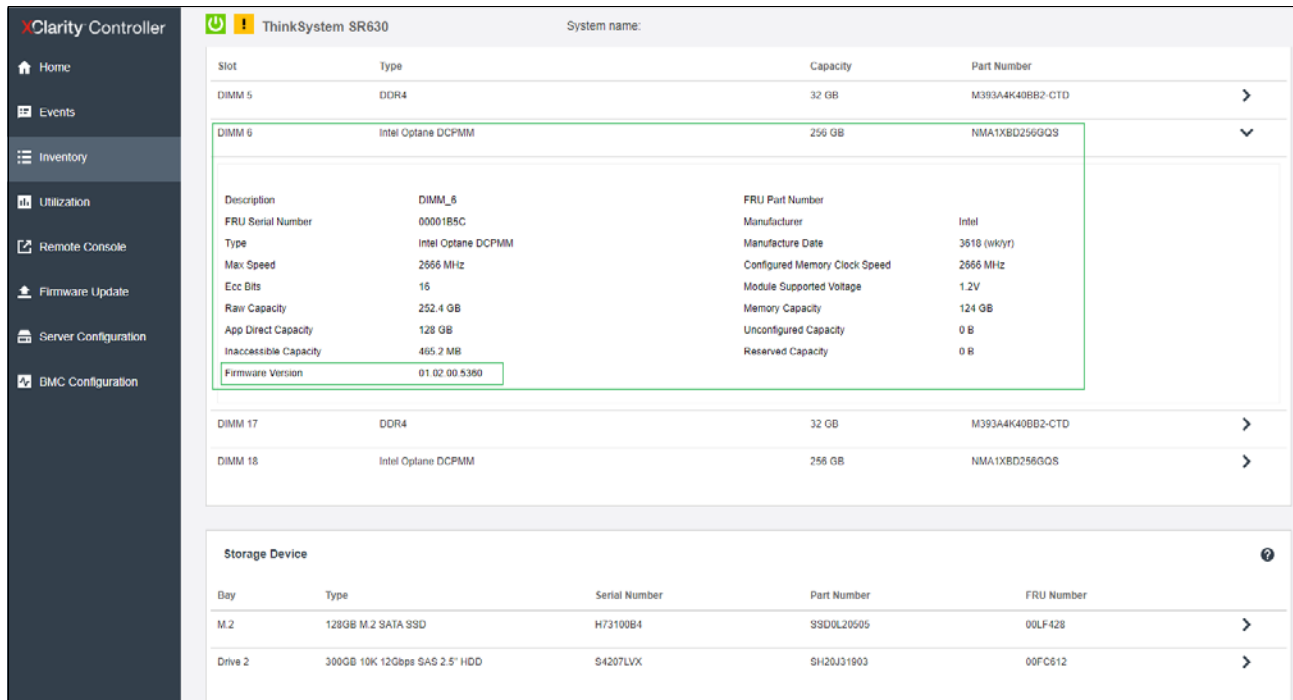 XClarity Controller
ThinkSystem SR630 System name:
Home
Events
Inventory
Utilization
Remote Console
Firmware Update
Server Configuration
BMC Configuration
Slot Type Capacity Part Number
DIMM 5 DDR4 32 GB M393A4K40BB2-CTD
DIMM 6 Intel Optane DCPMM 256 GB NMA1XBD256GQS
Description DIMM_6 FRU Part Number
FRU Serial Number 00001B5C Manufacturer Intel
Type Intel Optane DCPMM Manufacture Date 3618 (wk/yr)
Max Speed 2666 MHz Configured Memory Clock Speed 2666 MHz
Ecc Bits 16 Module Supported Voltage 1.2V
Raw Capacity 252.4 GB Memory Capacity 124 GB
App Direct Capacity 128 GB Unconfigured Capacity 0 B
Inaccessible Capacity 465.2 MB Reserved Capacity 0 B
Firmware Version 01.02.00.5360
DIMM 17 DDR4 32 GB M393A4K40BB2-CTD
DIMM 18 Intel Optane DCPMM 256 GB NMA1XBD256GQS
Storage Device
Bay Type Serial Number Part Number FRU Number
M.2 128GB M.2 SATA SSD H73100B4 SSD0L20505 00LF428
Drive 2 300GB 10K 12Gbps SAS 2.5" HDD S4207LVX SH20J31903 00FC612